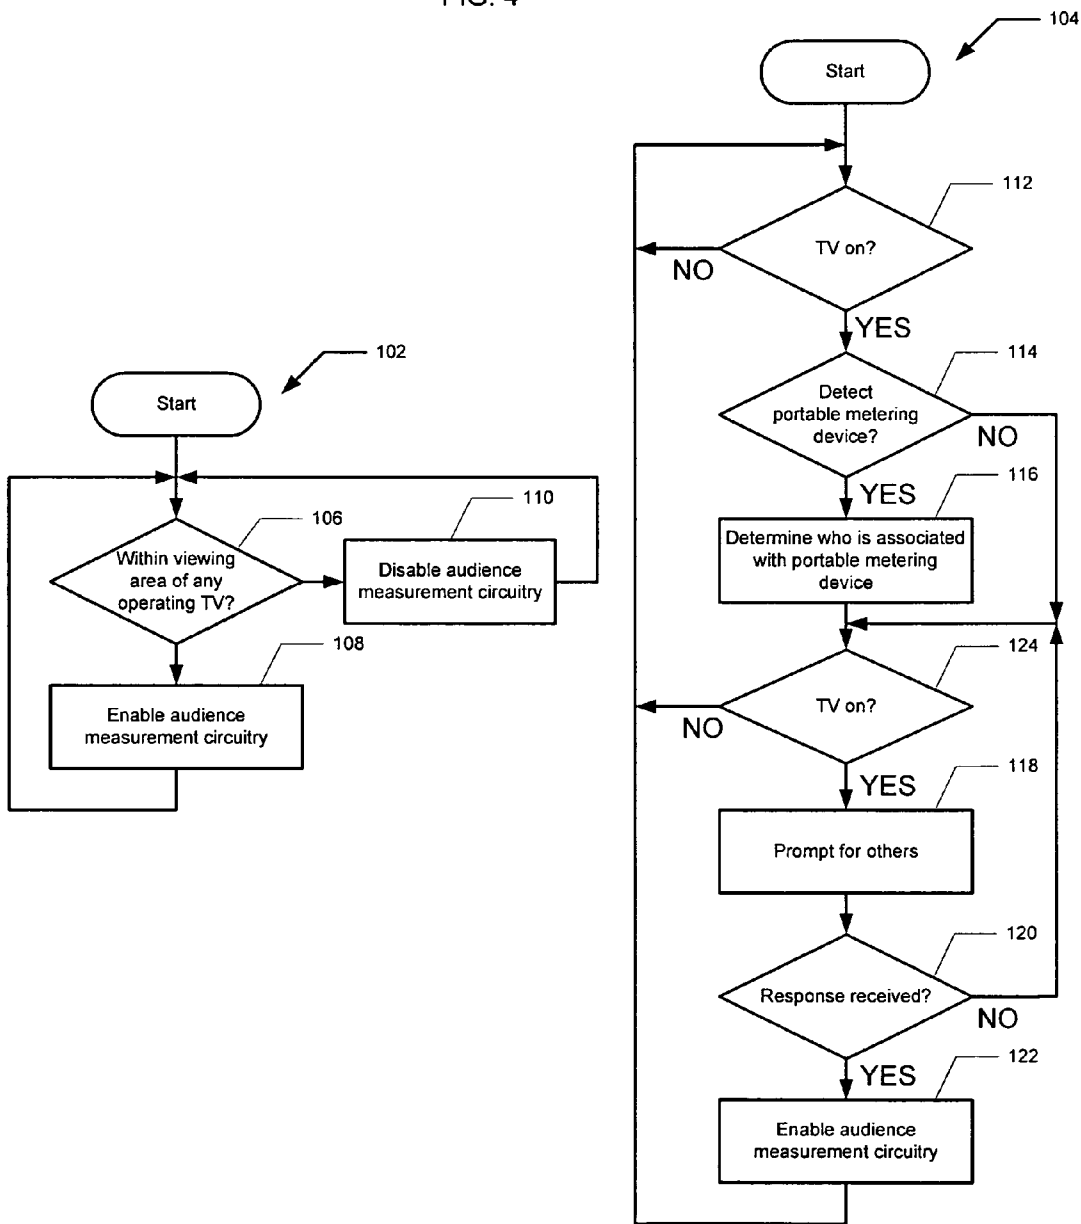 FIG. 4
104
Start
112
TV on?
NO
YES
114
Detect
portable metering
device?
NO
YES
116
Determine who is associated
with portable metering
device
124
TV on?
NO
YES
118
Prompt for others
120
Response received?
NO
YES
122
Enable audience
measurement circuitry
102
Start
106
Within viewing
area of any
operating TV?
110
Disable audience
measurement circuitry
108
Enable audience
measurement circuitry